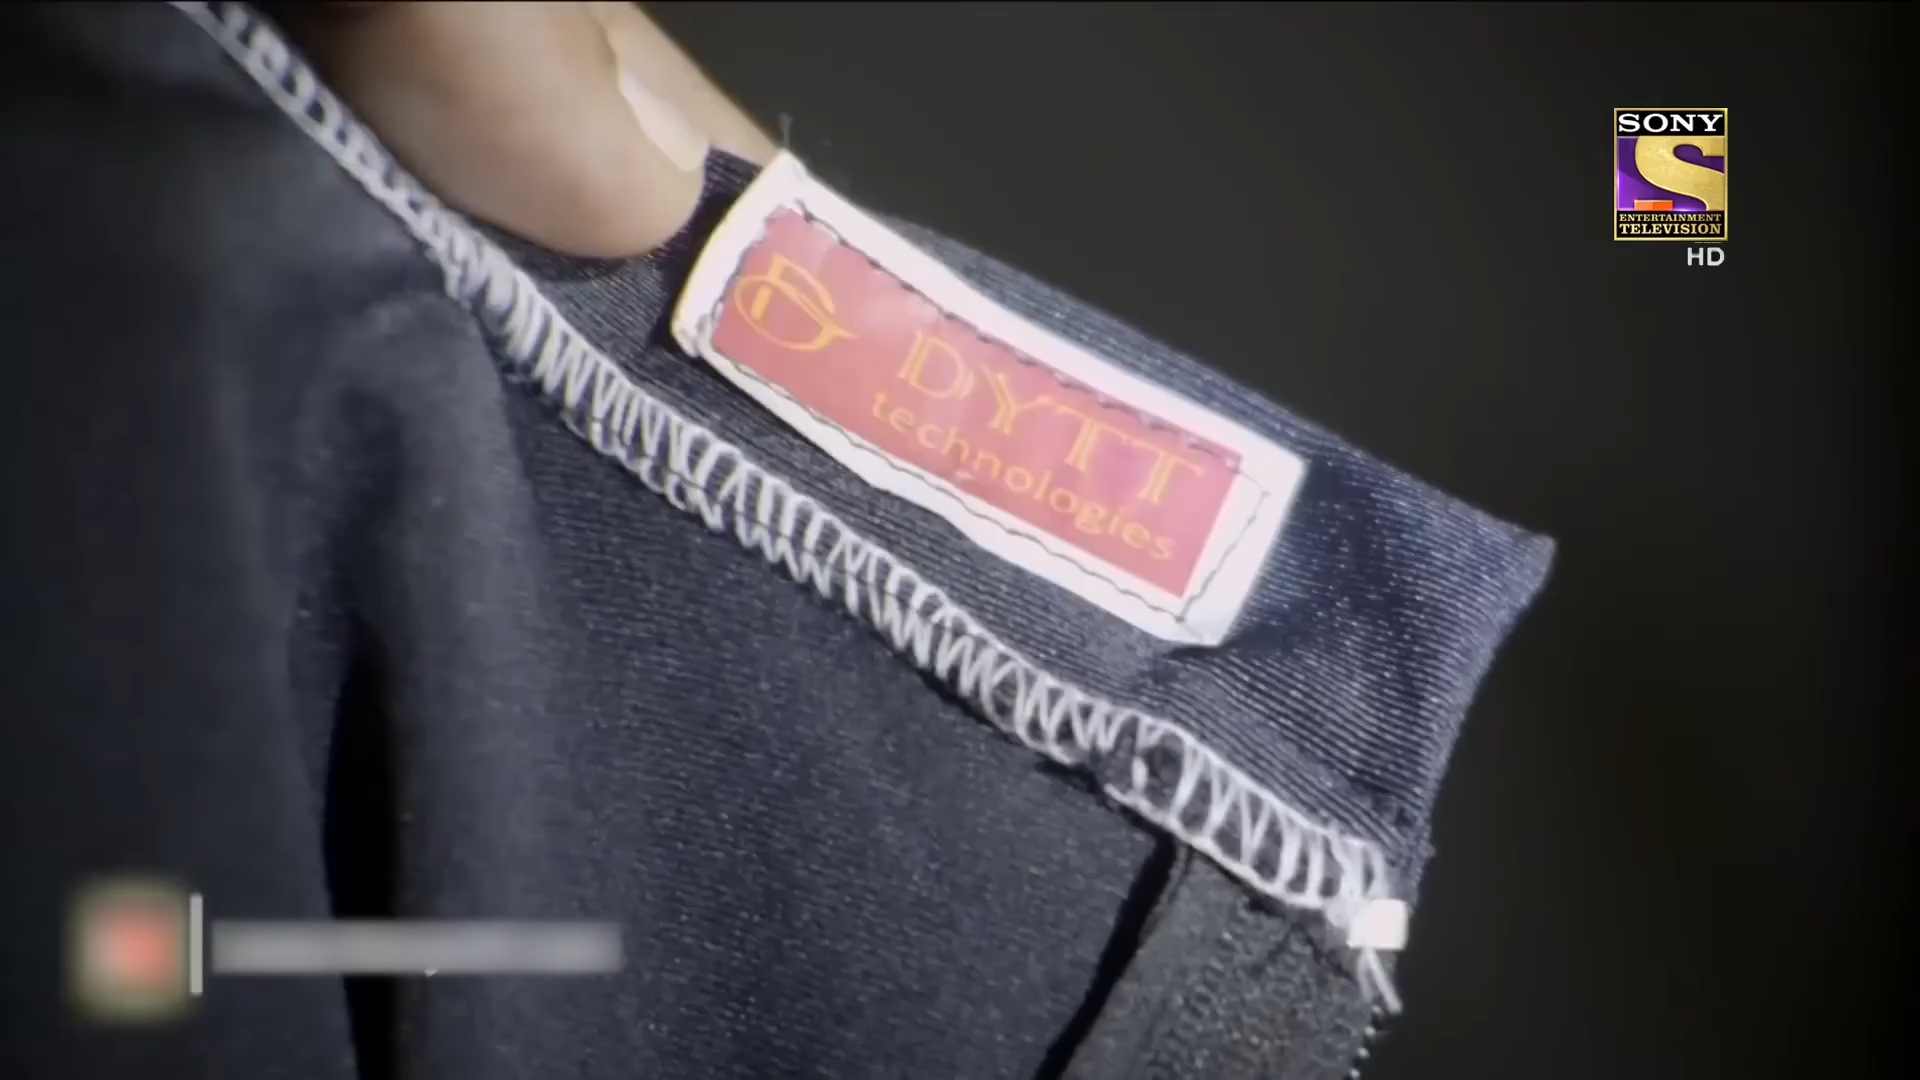 SONY
ENTERTAINMENT
TELEVISION
HD
DYTT
technologies